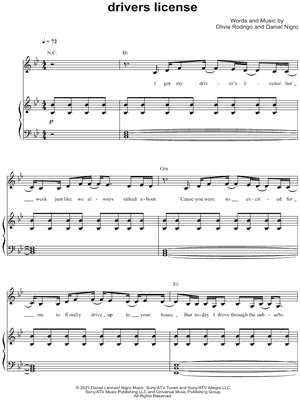 drivers license
Words and Music by
Olivia Rodrigo and Daniel Nigro
♩ = 72
N.C. B♭
I got my driv - er's li - cense last
p
Gm
week just like we al - ways talked a - bout. 'Cause you were so ex - cit - ed for
E♭
me to fi - nally drive up to your house. But to - day I drove through the sub - urbs
© 2021 Daniel Leonard Nigro Music, Sony/ATV Tunes and Sony/ATV Allegro LLC
Sony/ATV Music Publishing LLC and Universal Music Publishing Group
All Rights Reserved.